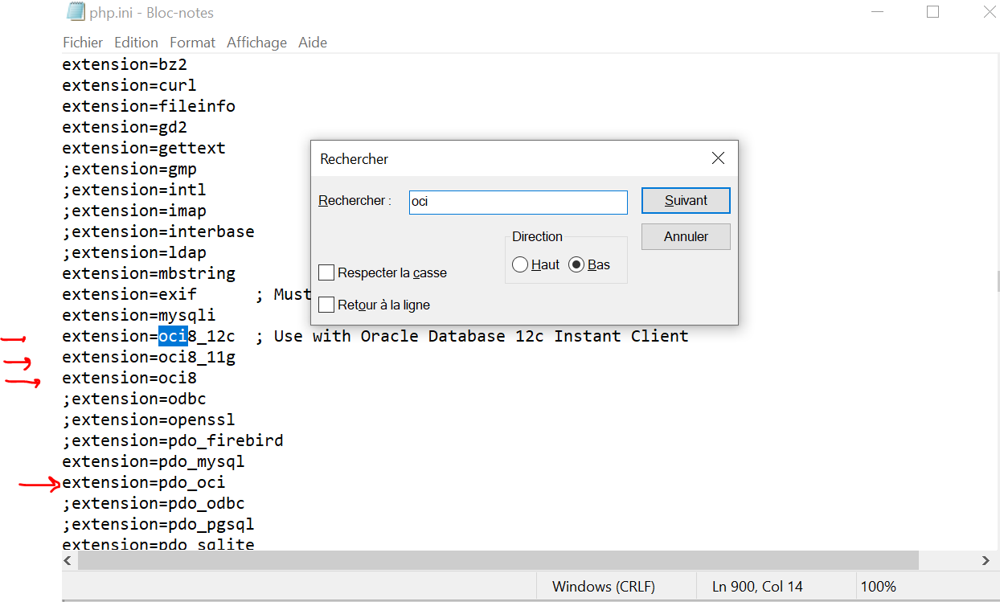 php.ini - Bloc-notes
Fichier Edition Format Affichage Aide
extension=bz2
extension=curl
extension=fileinfo
extension=gd2
extension=gettext
;extension=gmp
;extension=intl
;extension=imap
;extension=interbase
;extension=ldap
extension=mbstring
extension=exif      ; Must
extension=mysqli
extension=oci8_12c  ; Use with Oracle Database 12c Instant Client
extension=oci8_11g
extension=oci8
;extension=odbc
;extension=openssl
;extension=pdo_firebird
extension=pdo_mysql
extension=pdo_oci
;extension=pdo_odbc
;extension=pdo_pgsql
extension=pdo_sqlite
Rechercher
Rechercher : oci
Suivant
Annuler
Direction
Haut Bas
Respecter la casse
Retour à la ligne
Windows (CRLF) Ln 900, Col 14 100%